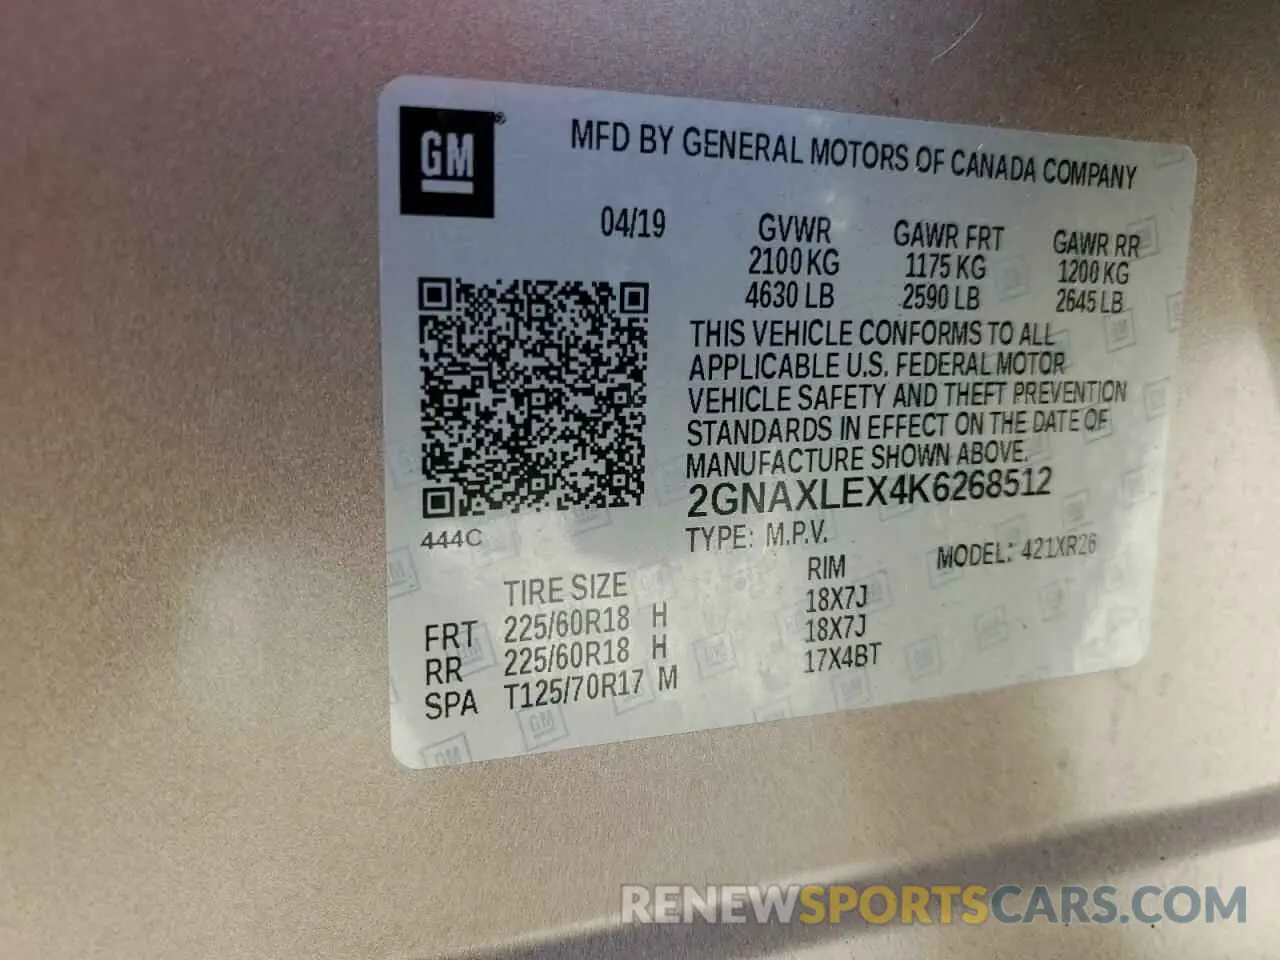 GM®
MFD BY GENERAL MOTORS OF CANADA COMPANY
04/19
GVWR GAWR FRT GAWR RR
2100 KG 1175 KG 1200 KG
4630 LB 2590 LB 2645 LB
THIS VEHICLE CONFORMS TO ALL
APPLICABLE U.S. FEDERAL MOTOR
VEHICLE SAFETY AND THEFT PREVENTION
STANDARDS IN EFFECT ON THE DATE OF
MANUFACTURE SHOWN ABOVE.
2GNAXLEX4K6268512
444C
TYPE: M.P.V. MODEL: 421XR26
TIRE SIZE RIM
FRT 225/60R18 H 18X7J
RR 225/60R18 H 18X7J
SPA T125/70R17 M 17X4BT
RENEWSPORTSCARS.COM